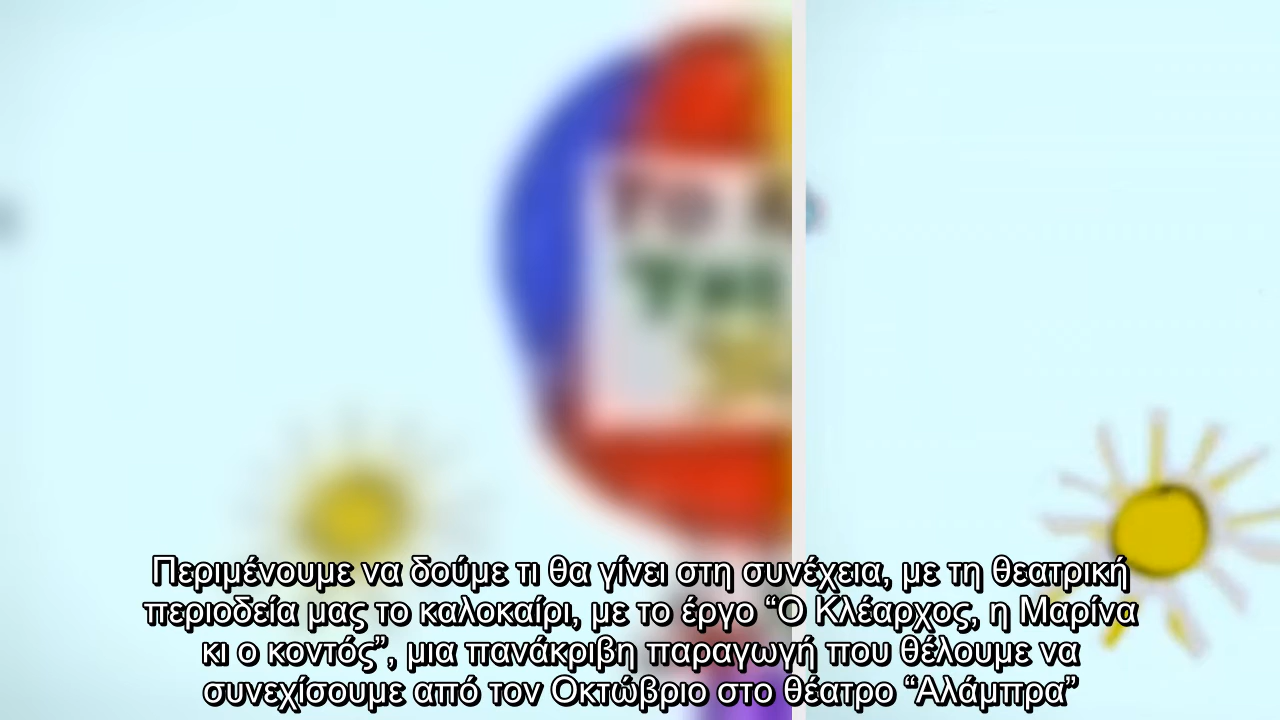 Περιμένουμε να δούμε τι θα γίνει στη συνέχεια, με τη θεατρική
περιοδεία μας το καλοκαίρι, με το έργο “Ο Κλέαρχος, η Μαρίνα
κι ο κοντός”, μια πανάκριβη παραγωγή που θέλουμε να
συνεχίσουμε από τον Οκτώβριο στο θέατρο “Αλάμπρα”